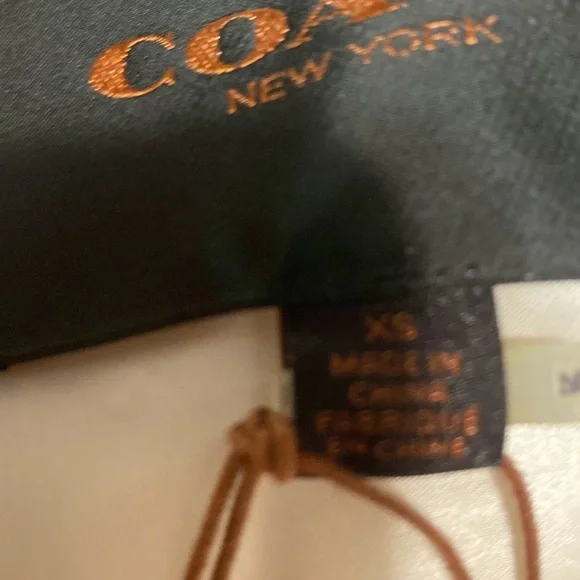 COA
NEW YORK
XS
MADE IN
CHINA
FABRIQUÉ
EN CHINE